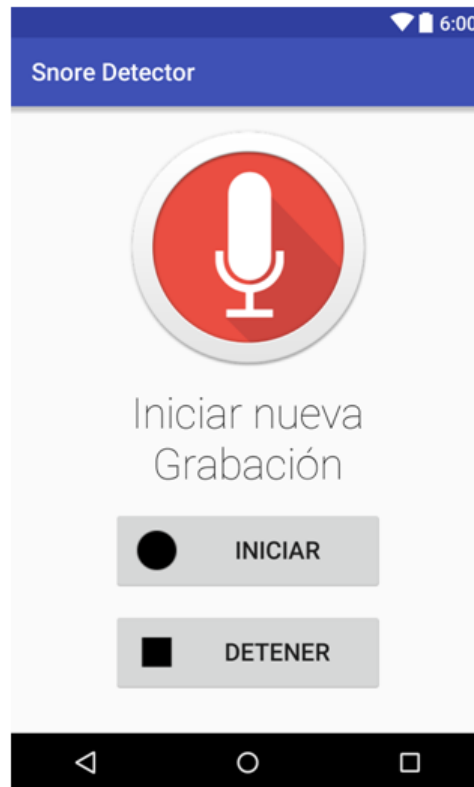 6:00
Snore Detector
Iniciar nueva
Grabación
INICIAR
DETENER